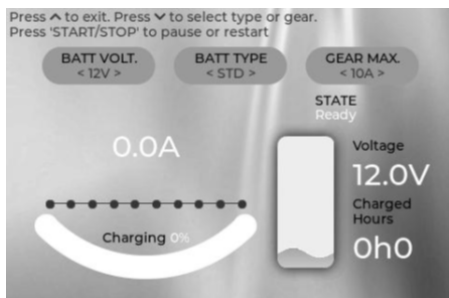 Press ^ to exit. Press v to select type or gear.
Press 'START/STOP' to pause or restart
BATT VOLT. BATT TYPE GEAR MAX.
< 12V > < STD > < 10A >
STATE
Ready
0.0A
Voltage
12.0V
Charged
Hours
0h0
Charging 0%